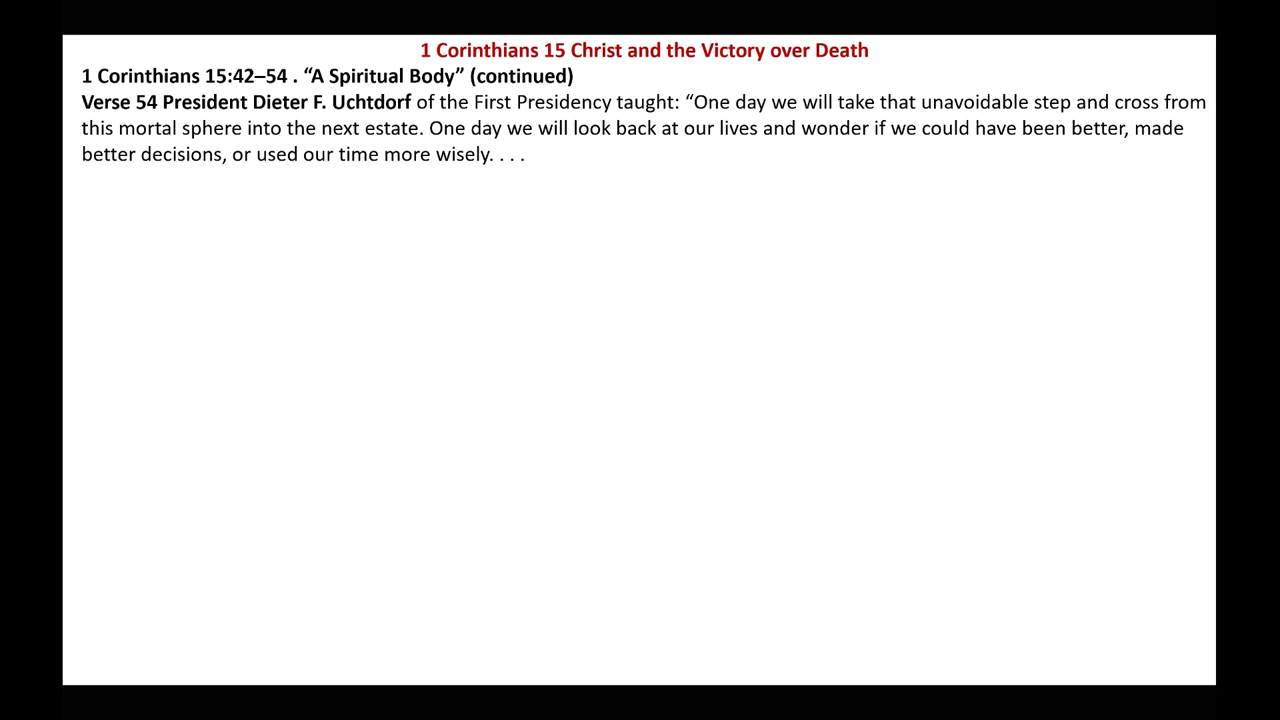 1 Corinthians 15 Christ and the Victory over Death
1 Corinthians 15:42–54 . “A Spiritual Body” (continued)
Verse 54 President Dieter F. Uchtdorf of the First Presidency taught: “One day we will take that unavoidable step and cross from
this mortal sphere into the next estate. One day we will look back at our lives and wonder if we could have been better, made
better decisions, or used our time more wisely. . . .